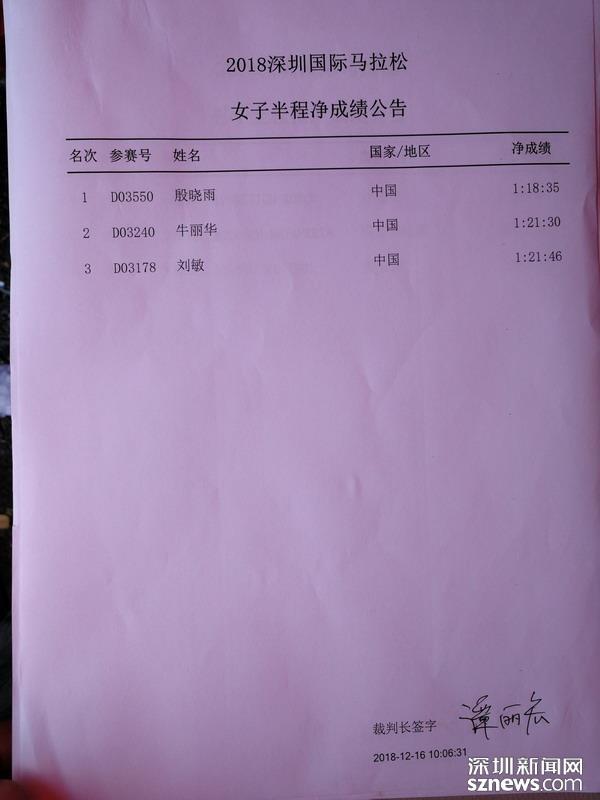 2018深圳国际马拉松
女子半程净成绩公告
名次 参赛号 姓名 国家/地区 净成绩
1 D03550 殷晓雨 中国 1:18:35
2 D03240 牛丽华 中国 1:21:30
3 D03178 刘敏 中国 1:21:46
裁判长签字 谭丽宏
2018-12-16 10:06:31
深圳新闻网
sznews.com